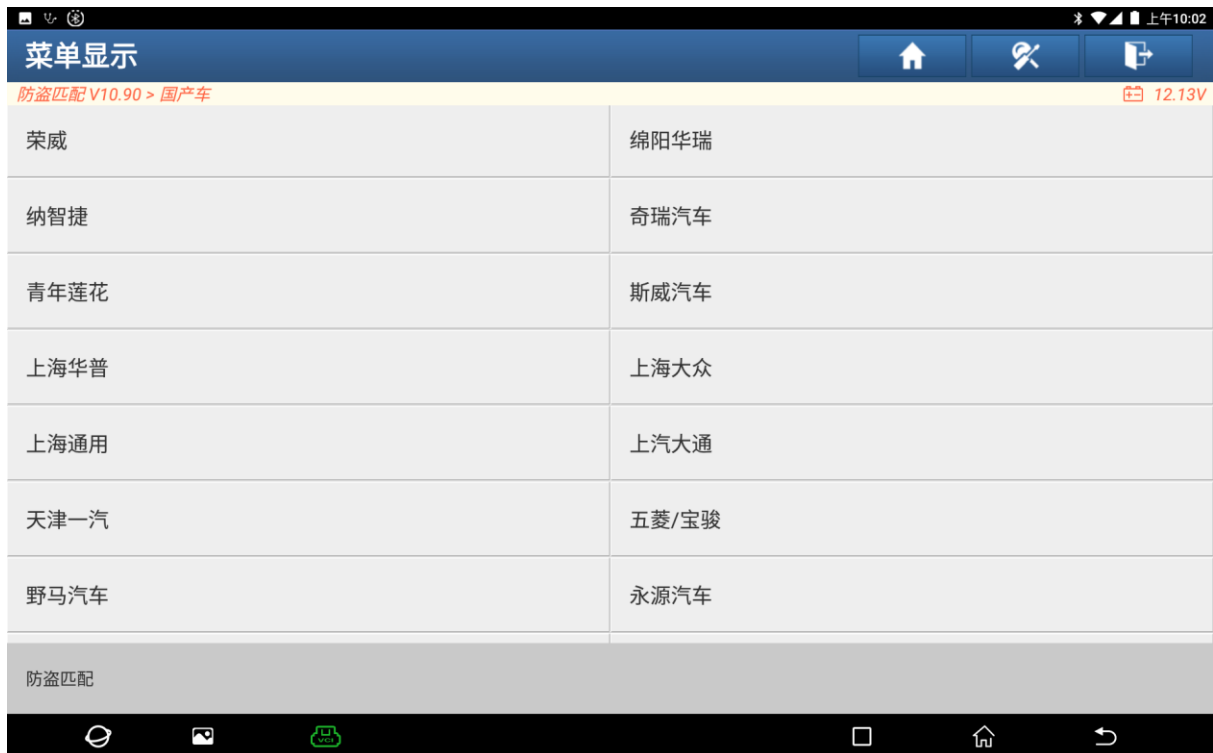 上午10:02
菜单显示
防盗匹配 V10.90 > 国产车 12.13V
荣威 绵阳华瑞
纳智捷 奇瑞汽车
青年莲花 斯威汽车
上海华普 上海大众
上海通用 上汽大通
天津一汽 五菱/宝骏
野马汽车 永源汽车
防盗匹配
VCI